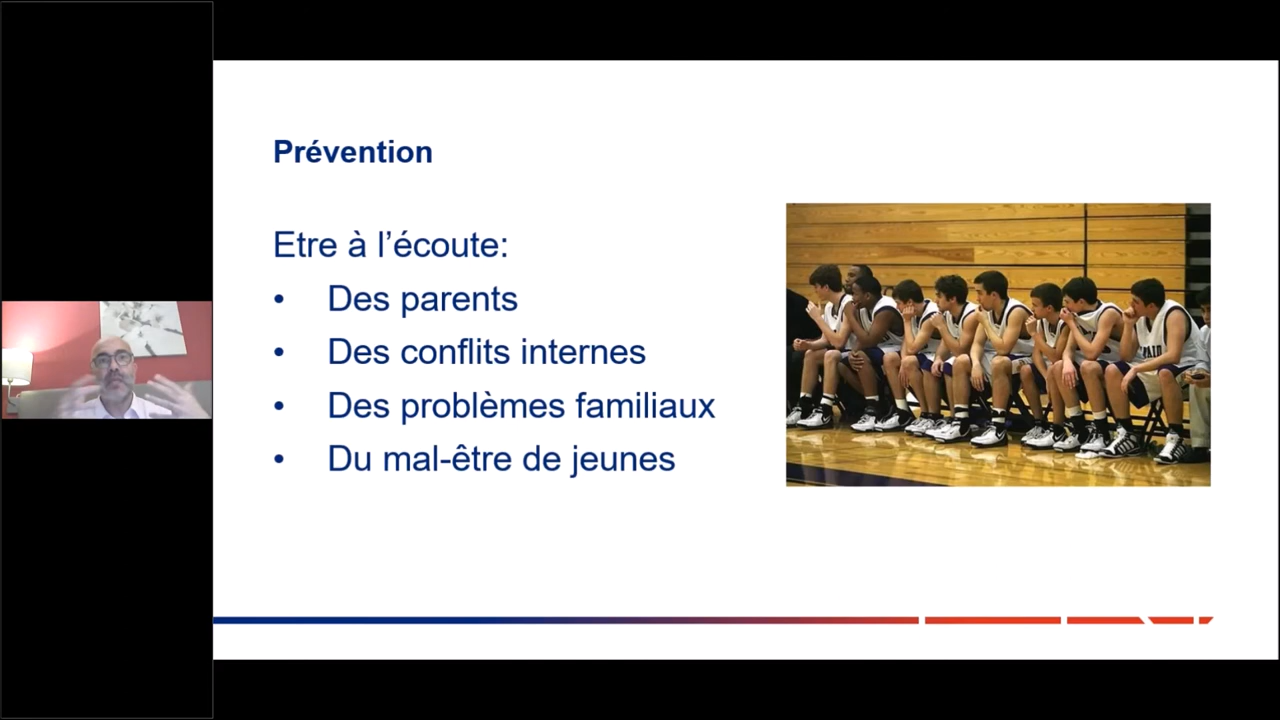 Prévention
Etre à l’écoute:
• Des parents
• Des conflits internes
• Des problèmes familiaux
• Du mal-être de jeunes